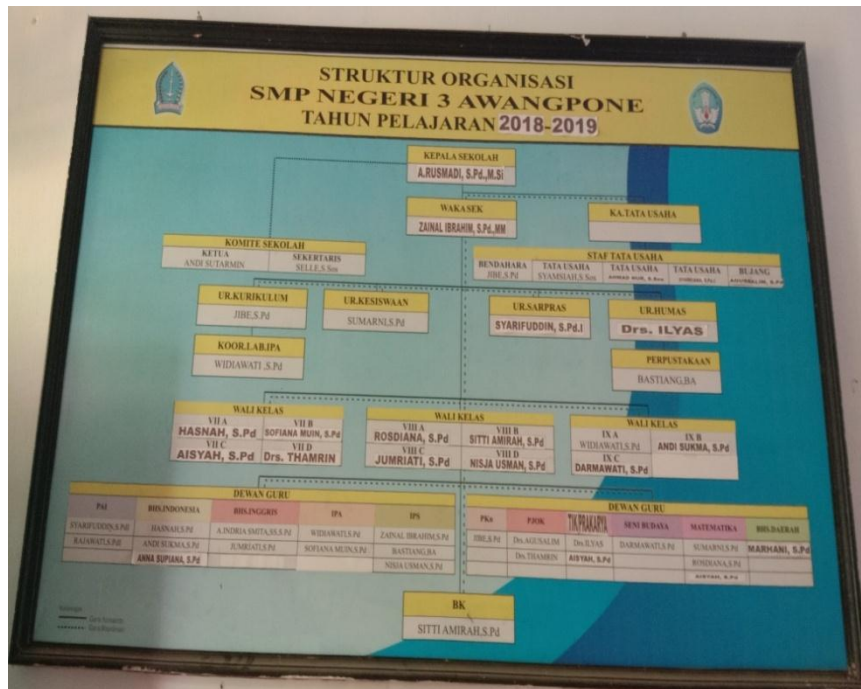 STRUKTUR ORGANISASI
SMP NEGERI 3 AWANGPONE
TAHUN PELAJARAN 2018-2019
KEPALA SEKOLAH
A.RUSMADI, S.Pd.,M.Si
WAKASEK
ZAINAL IBRAHIM, S.Pd.,MM
KA.TATA USAHA
KOMITE SEKOLAH
KETUA SEKERTARIS
ANDI SUTARMIN SELLE,S.Sos
STAF TATA USAHA
BENDAHARA TATA USAHA TATA USAHA TATA USAHA BUJANG
JIBE, S.Pd SYAMSIAH,S.Sos
UR.KURIKULUM
JIBE,S.Pd
UR.KESISWAAN
SUMARNI,S.Pd
UR.SARPRAS
SYARIFUDDIN, S.Pd.I
UR.HUMAS
Drs. ILYAS
KOOR.LAB.IPA
WIDIAWATI ,S.Pd
PERPUSTAKAAN
BASTIANG,BA
WALI KELAS
VII A VII B
HASNAH, S.Pd SOFIANA MUIN, S.Pd
VII C VII D
AISYAH, S.Pd Drs. THAMRIN
WALI KELAS
VIII A VIII B
ROSDIANA, S.Pd SITTI AMIRAH, S.Pd
VIII C VIII D
JUMRIATI, S.Pd NISJA USMAN, S.Pd
WALI KELAS
IX A IX B
WIDIAWATI,S.Pd ANDI SUKMA, S.Pd
IX C
DARMAWATI, S.Pd
DEWAN GURU
PAI BHS.INDONESIA BHS.INGGRIS IPA IPS
SYARIFUDDIN,S.PdI HASNAH,S.Pd A.INDRIA SMITA,SS,S.Pd WIDIAWATI,S.Pd ZAINAL IBRAHIM,S.Pd
RAJAWATI,S.PdI ANDI SUKMA,S.Pd JUMRIATI,S.Pd SOFIANA MUIN,S.Pd BASTIANG,BA
ANNA SUPIANA, S.Pd NISJA USMAN,S.Pd
DEWAN GURU
PKn PJOK TIK/PRAKARYA SENI BUDAYA MATEMATIKA BHS.DAERAH
JIBE,S.Pd Drs.AGUSALIM Drs.ILYAS DARMAWATI,S.Pd SUMARNI,S.Pd MARHANI, S.Pd
Drs.THAMRIN AISYAH, S.Pd ROSDIANA,S.Pd
AISYAH, S.Pd
BK
SITTI AMIRAH,S.Pd